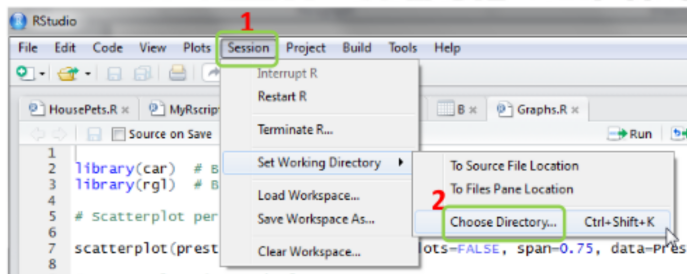 RStudio
1
File Edit Code View Plots Session Project Build Tools Help
Interrupt R
Restart R
Terminate R...
Set Working Directory
Load Workspace...
Save Workspace As...
Clear Workspace...
To Source File Location
To Files Pane Location
2
Choose Directory... Ctrl+Shift+K
HousePets.R MyRscrip B Graphs.R
Source on Save Run
1
2 library(car) # B
3 library(rgl) # B
4
5 # Scatterplot per
6
7 scatterplot(prest lots=FALSE, span=0.75, data=Pres
8